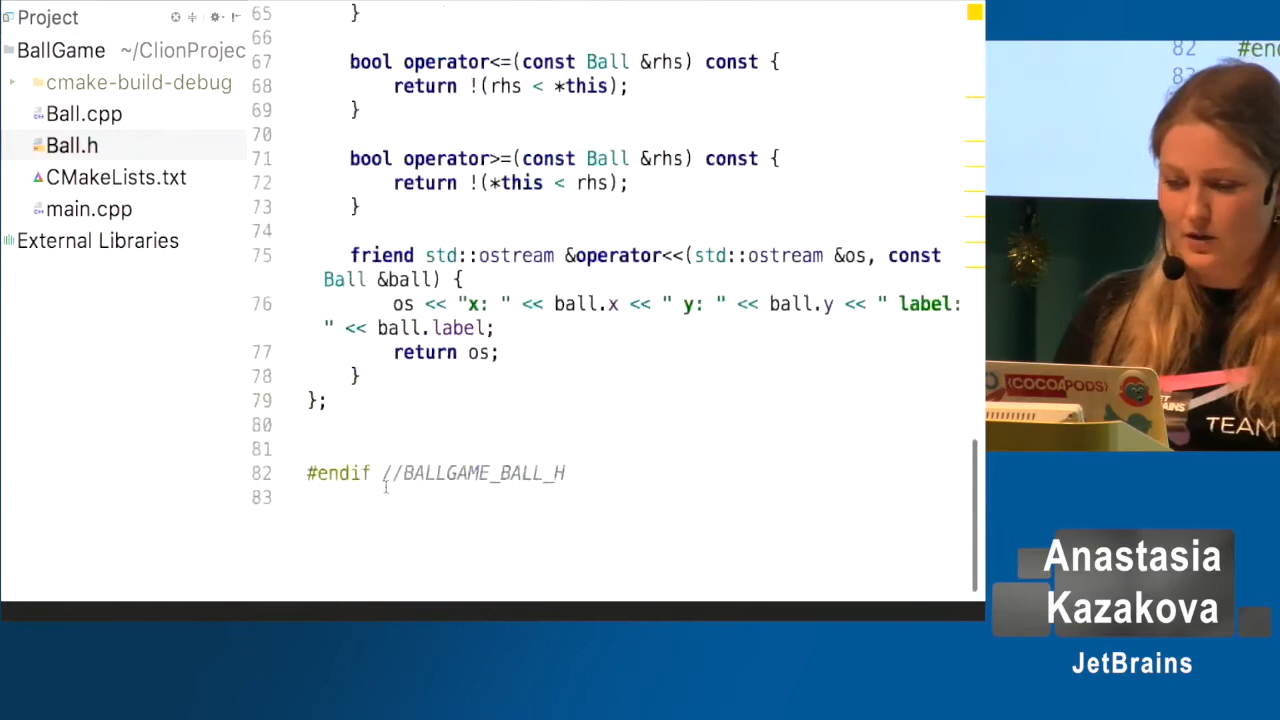 Project
BallGame ~/ClionProjec
cmake-build-debug
Ball.cpp
Ball.h
CMakeLists.txt
main.cpp
External Libraries
65 }
66
67 bool operator<=(const Ball &rhs) const {
68 return !(rhs < *this);
69 }
70
71 bool operator>=(const Ball &rhs) const {
72 return !(*this < rhs);
73 }
74
75 friend std::ostream &operator<<(std::ostream &os, const
Ball &ball) {
76 os << "x: " << ball.x << " y: " << ball.y << " label:
" << ball.label;
77 return os;
78 }
79 };
80
81
82 #endif //BALLGAME_BALL_H
83
82 #end
83
{COCOAPODS}
JET
BRAINS
TEAM
Anastasia
Kazakova
JetBrains